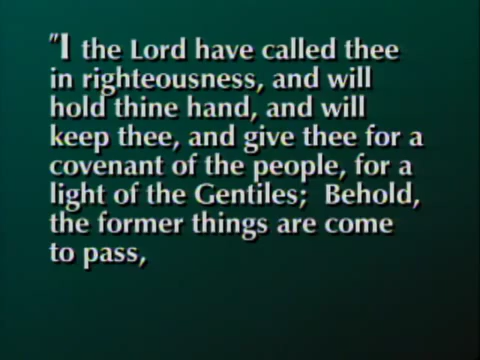 "I the Lord have called thee
in righteousness, and will
hold thine hand, and will
keep thee, and give thee for a
covenant of the people, for a
light of the Gentiles;  Behold,
the former things are come
to pass,